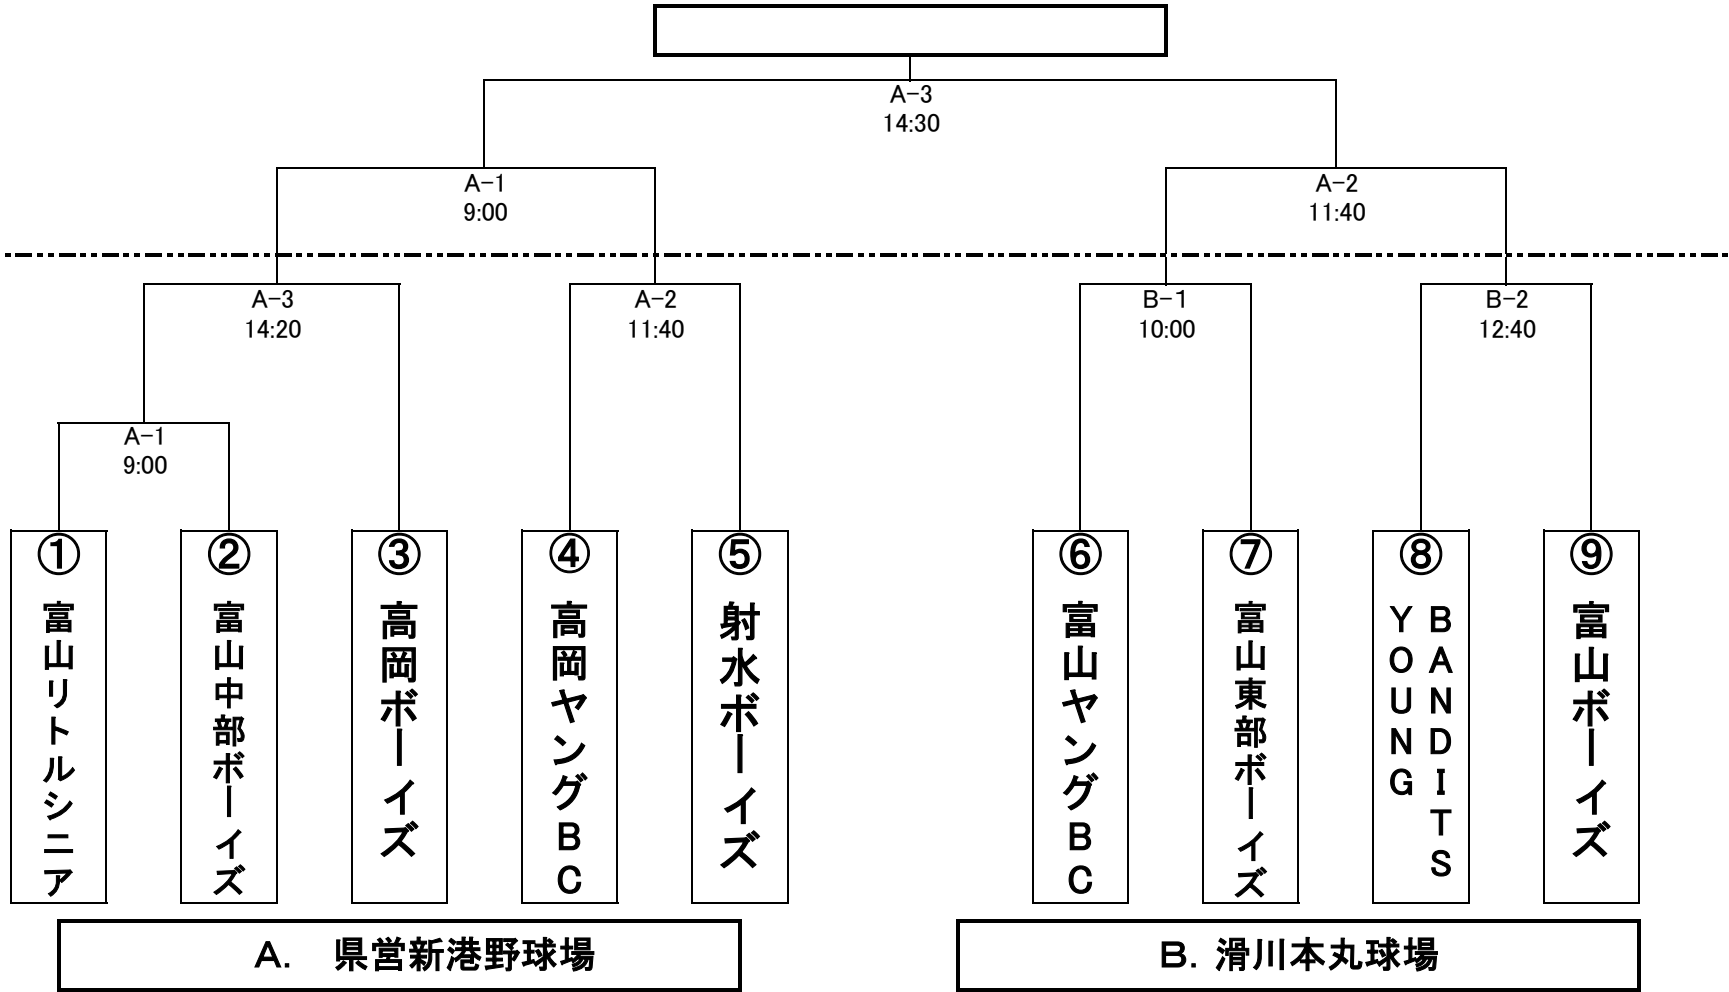 A-3
14:30
A-1
9:00
A-2
11:40
A-3
14:20
A-2
11:40
B-1
10:00
B-2
12:40
A-1
9:00
①
富山リトルシニア
②
富山中部ボーイズ
③
高岡ボーイズ
④
高岡ヤングBC
⑤
射水ボーイズ
⑥
富山ヤングBC
⑦
富山東部ボーイズ
⑧
YOUNG
BANDITS
⑨
富山ボーイズ
A.　県営新港野球場
B. 滑川本丸球場